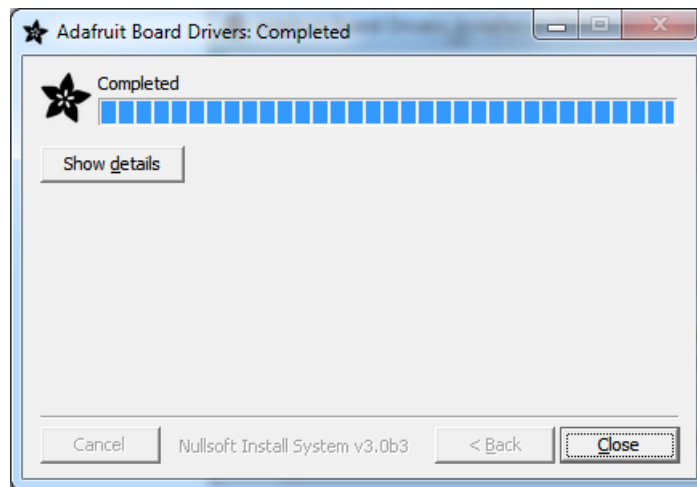 Adafruit Board Drivers: Completed
Completed
Show details
Cancel
Nullsoft Install System v3.0b3
< Back
Close